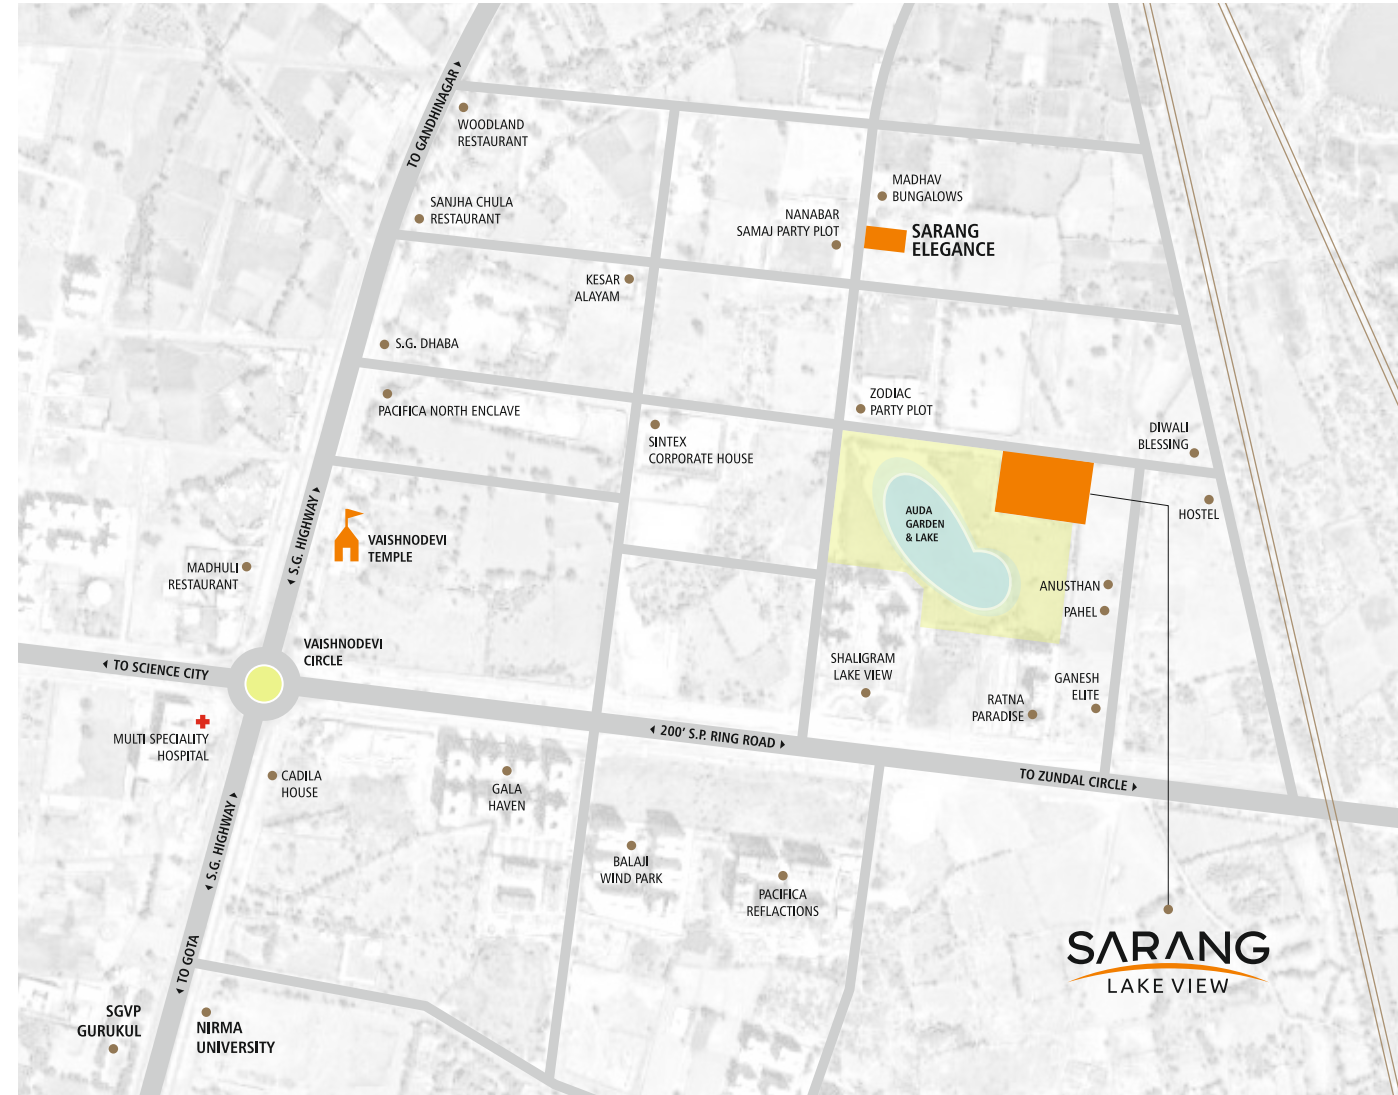 TO GANDHINAGAR
WOODLAND
RESTAURANT
SANJHA CHULA
RESTAURANT
MADHAV
BUNGALOWS
NANABAR
SAMAJ PARTY PLOT
SARANG
ELEGANCE
KESAR
ALAYAM
S.G. DHABA
PACIFICA NORTH ENCLAVE
ZODIAC
PARTY PLOT
SINTEX
CORPORATE HOUSE
DIWALI
BLESSING
HOSTEL
AUDA
GARDEN
& LAKE
S.G. HIGHWAY
VAISHNODEVI
TEMPLE
MADHULI
RESTAURANT
ANUSTHAN
PAHEL
VAISHNODEVI
CIRCLE
TO SCIENCE CITY
SHALIGRAM
LAKE VIEW
GANESH
ELITE
RATNA
PARADISE
MULTI SPECIALITY
HOSPITAL
200' S.P. RING ROAD
TO ZUNDAL CIRCLE
CADILA
HOUSE
GALA
HAVEN
S.G. HIGHWAY
BALAJI
WIND PARK
PACIFICA
REFLACTIONS
TO GOTA
SARANG
LAKE VIEW
SGVP
GURUKUL
NIRMA
UNIVERSITY